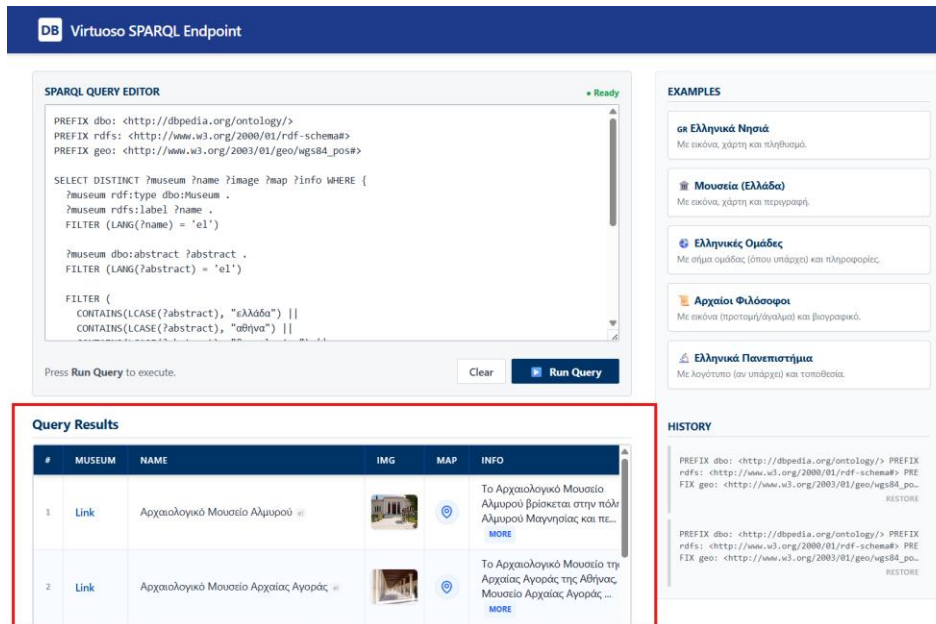 DB Virtuoso SPARQL Endpoint
SPARQL QUERY EDITOR
• Ready
PREFIX dbo: <http://dbpedia.org/ontology/>
PREFIX rdfs: <http://www.w3.org/2000/01/rdf-schema#>
PREFIX geo: <http://www.w3.org/2003/01/geo/wgs84_pos#>
SELECT DISTINCT ?museum ?name ?image ?map ?info WHERE {
?museum rdf:type dbo:Museum .
?museum rdfs:label ?name .
FILTER (LANG(?name) = 'el')
?museum dbo:abstract ?abstract .
FILTER (LANG(?abstract) = 'el')
FILTER (
CONTAINS(LCASE(?abstract), "ελλάδα") ||
CONTAINS(LCASE(?abstract), "αθήνα") ||
Press Run Query to execute.
Clear
Run Query
Query Results
# MUSEUM NAME IMG MAP INFO
1 Link Αρχαιολογικό Μουσείο Αλμυρού el
Το Αρχαιολογικό Μουσείο
Αλμυρού βρίσκεται στην πόλη
Αλμυρού Μαγνησίας και πε...
MORE
2 Link Αρχαιολογικό Μουσείο Αρχαίας Αγοράς el
Το Αρχαιολογικό Μουσείο της
Αρχαίας Αγοράς της Αθήνας,
Μουσείο Αρχαίας Αγοράς ...
MORE
EXAMPLES
GR Ελληνικά Νησιά
Με εικόνα, χάρτη και πληθυσμό.
Μουσεία (Ελλάδα)
Με εικόνα, χάρτη και περιγραφή.
Ελληνικές Ομάδες
Με σήμα ομάδας (όπου υπάρχει) και πληροφορίες.
Αρχαίοι Φιλόσοφοι
Με εικόνα (προτομή/άγαλμα) και βιογραφικό.
Ελληνικά Πανεπιστήμια
Με λογότυπο (αν υπάρχει) και τοποθεσία.
HISTORY
PREFIX dbo: <http://dbpedia.org/ontology/> PREFIX
rdfs: <http://www.w3.org/2000/01/rdf-schema#> PRE
FIX geo: <http://www.w3.org/2003/01/geo/wgs84_po…
RESTORE
PREFIX dbo: <http://dbpedia.org/ontology/> PREFIX
rdfs: <http://www.w3.org/2000/01/rdf-schema#> PRE
FIX geo: <http://www.w3.org/2003/01/geo/wgs84_po…
RESTORE